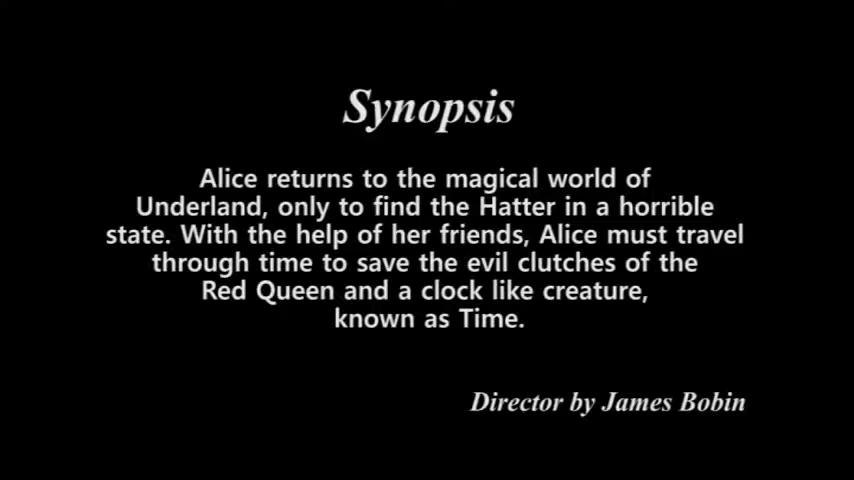 Synopsis
Alice returns to the magical world of
Underland, only to find the Hatter in a horrible
state. With the help of her friends, Alice must travel
through time to save the evil clutches of the
Red Queen and a clock like creature,
known as Time.
Director by James Bobin